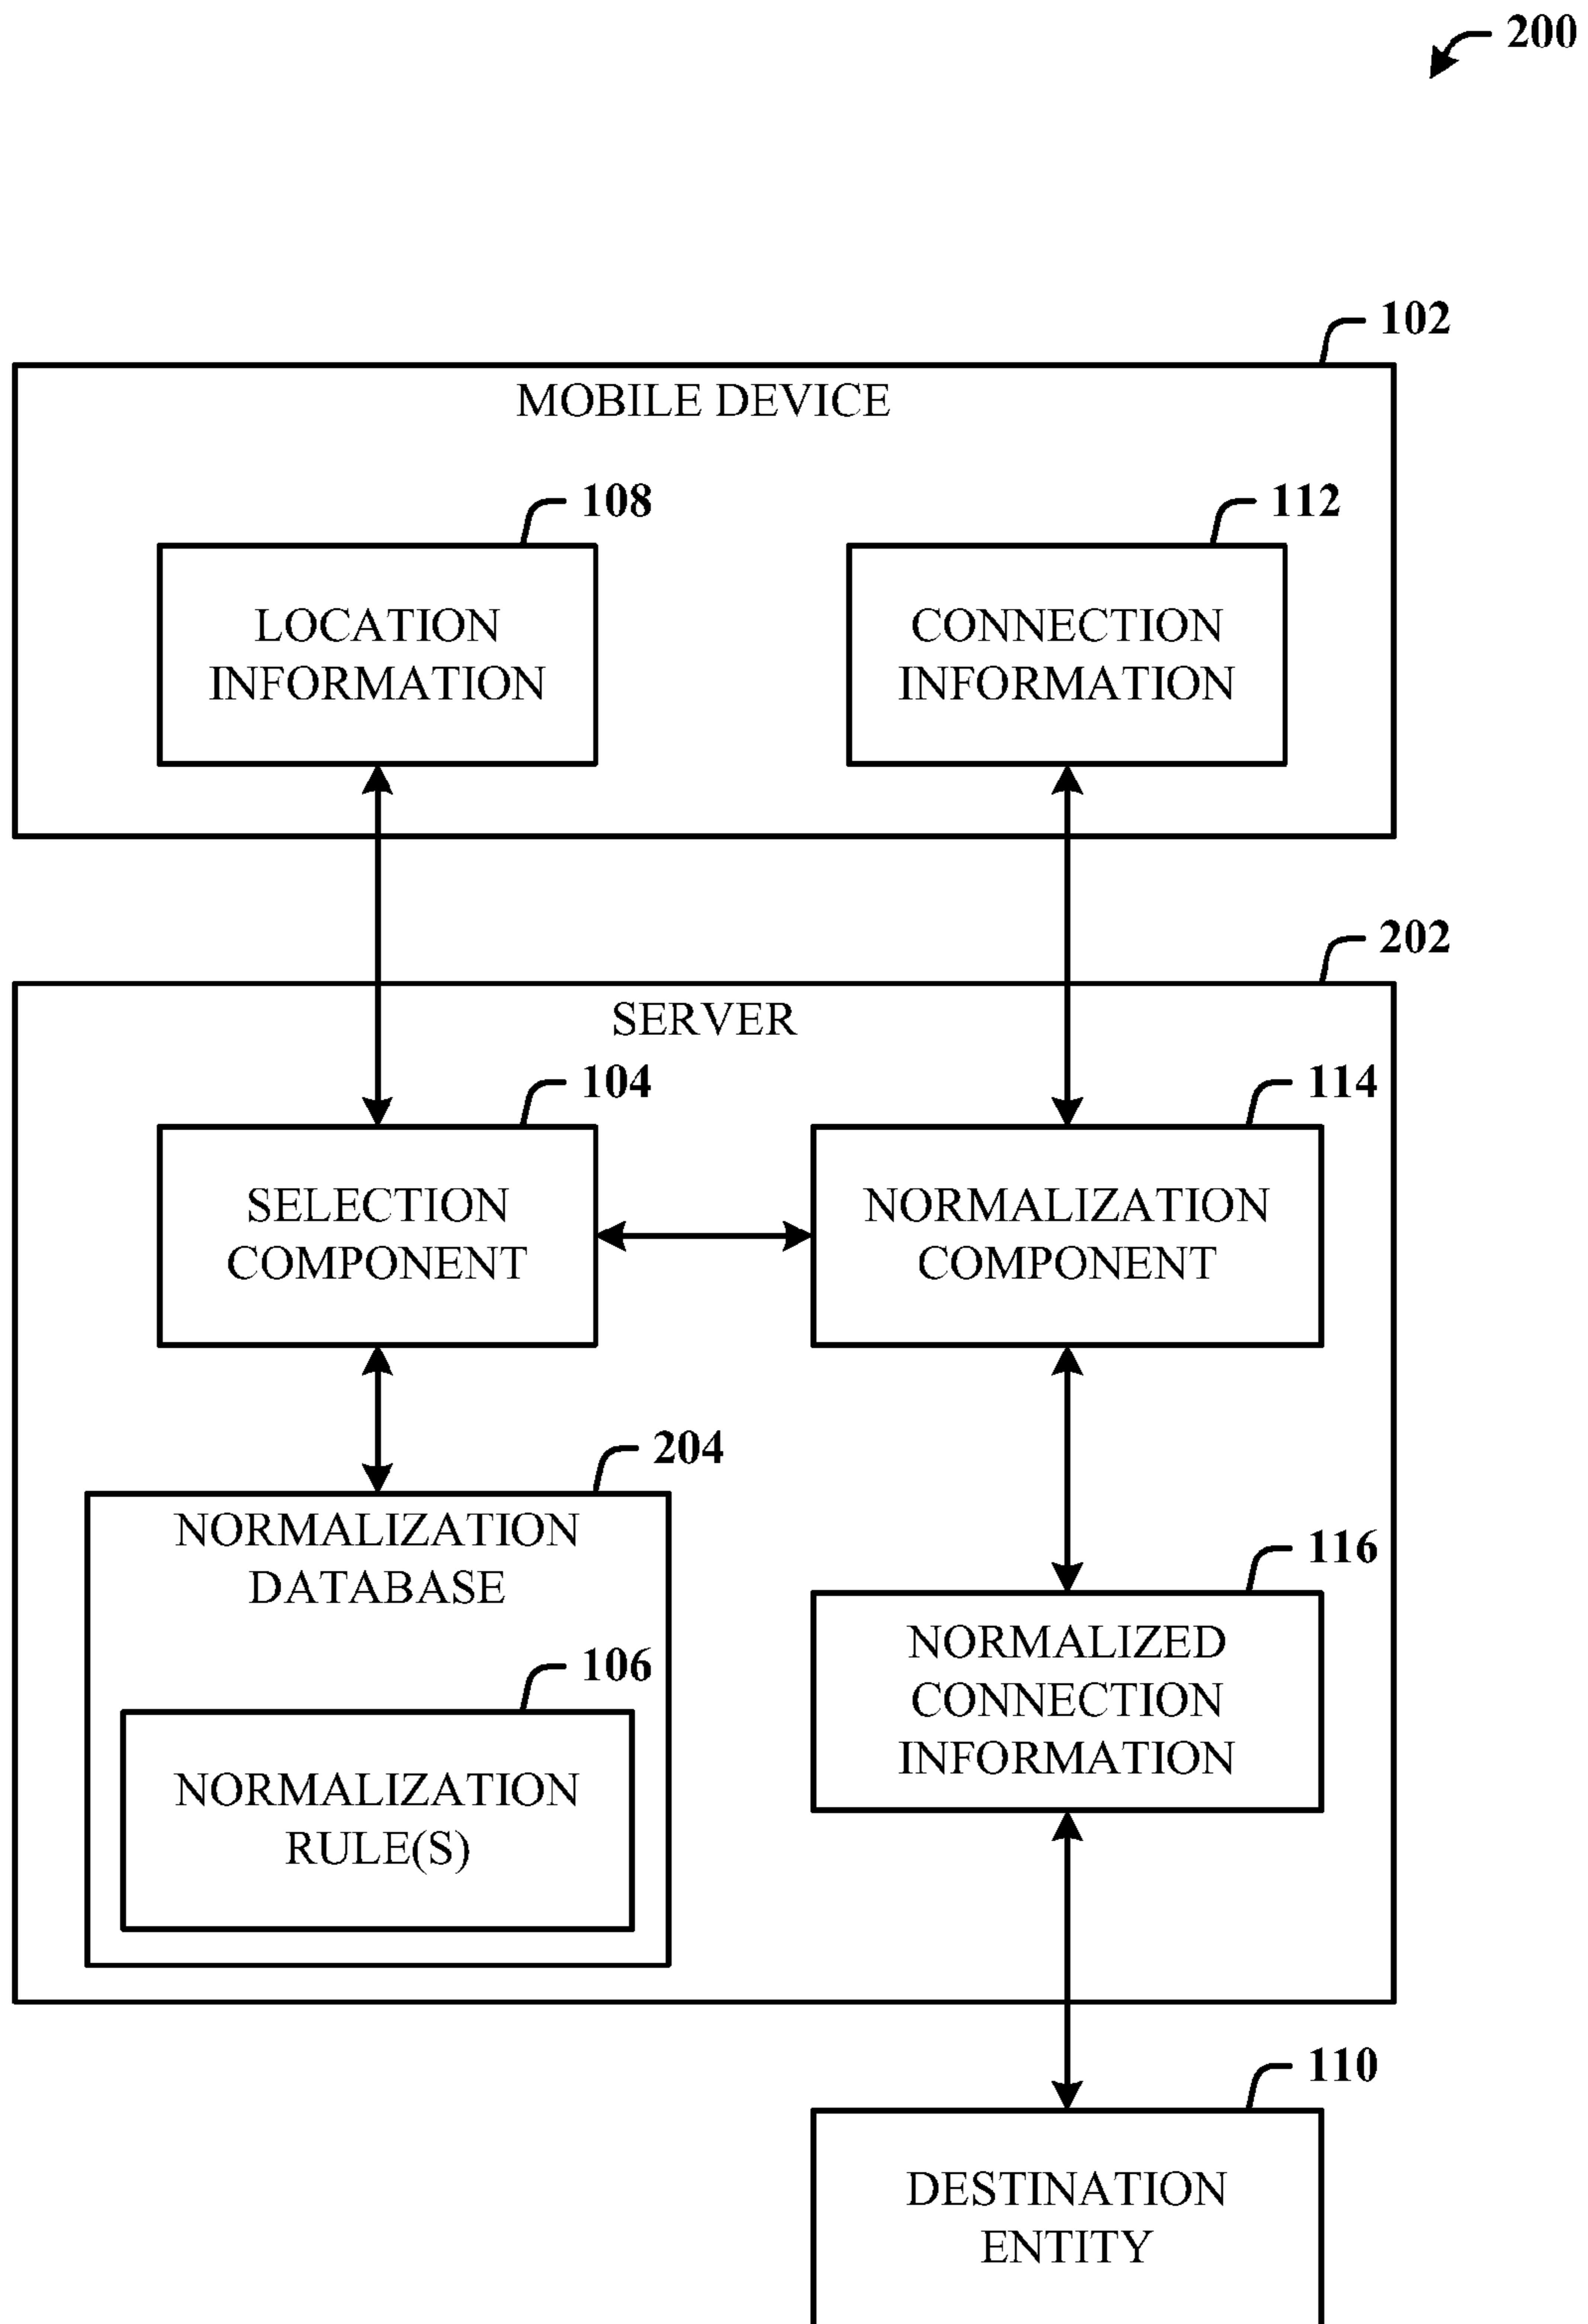 200
102
MOBILE DEVICE
108
112
LOCATION
INFORMATION
CONNECTION
INFORMATION
202
SERVER
104
114
SELECTION
COMPONENT
NORMALIZATION
COMPONENT
204
NORMALIZATION
DATABASE
116
NORMALIZED
CONNECTION
INFORMATION
106
NORMALIZATION
RULE(S)
110
DESTINATION
ENTITY